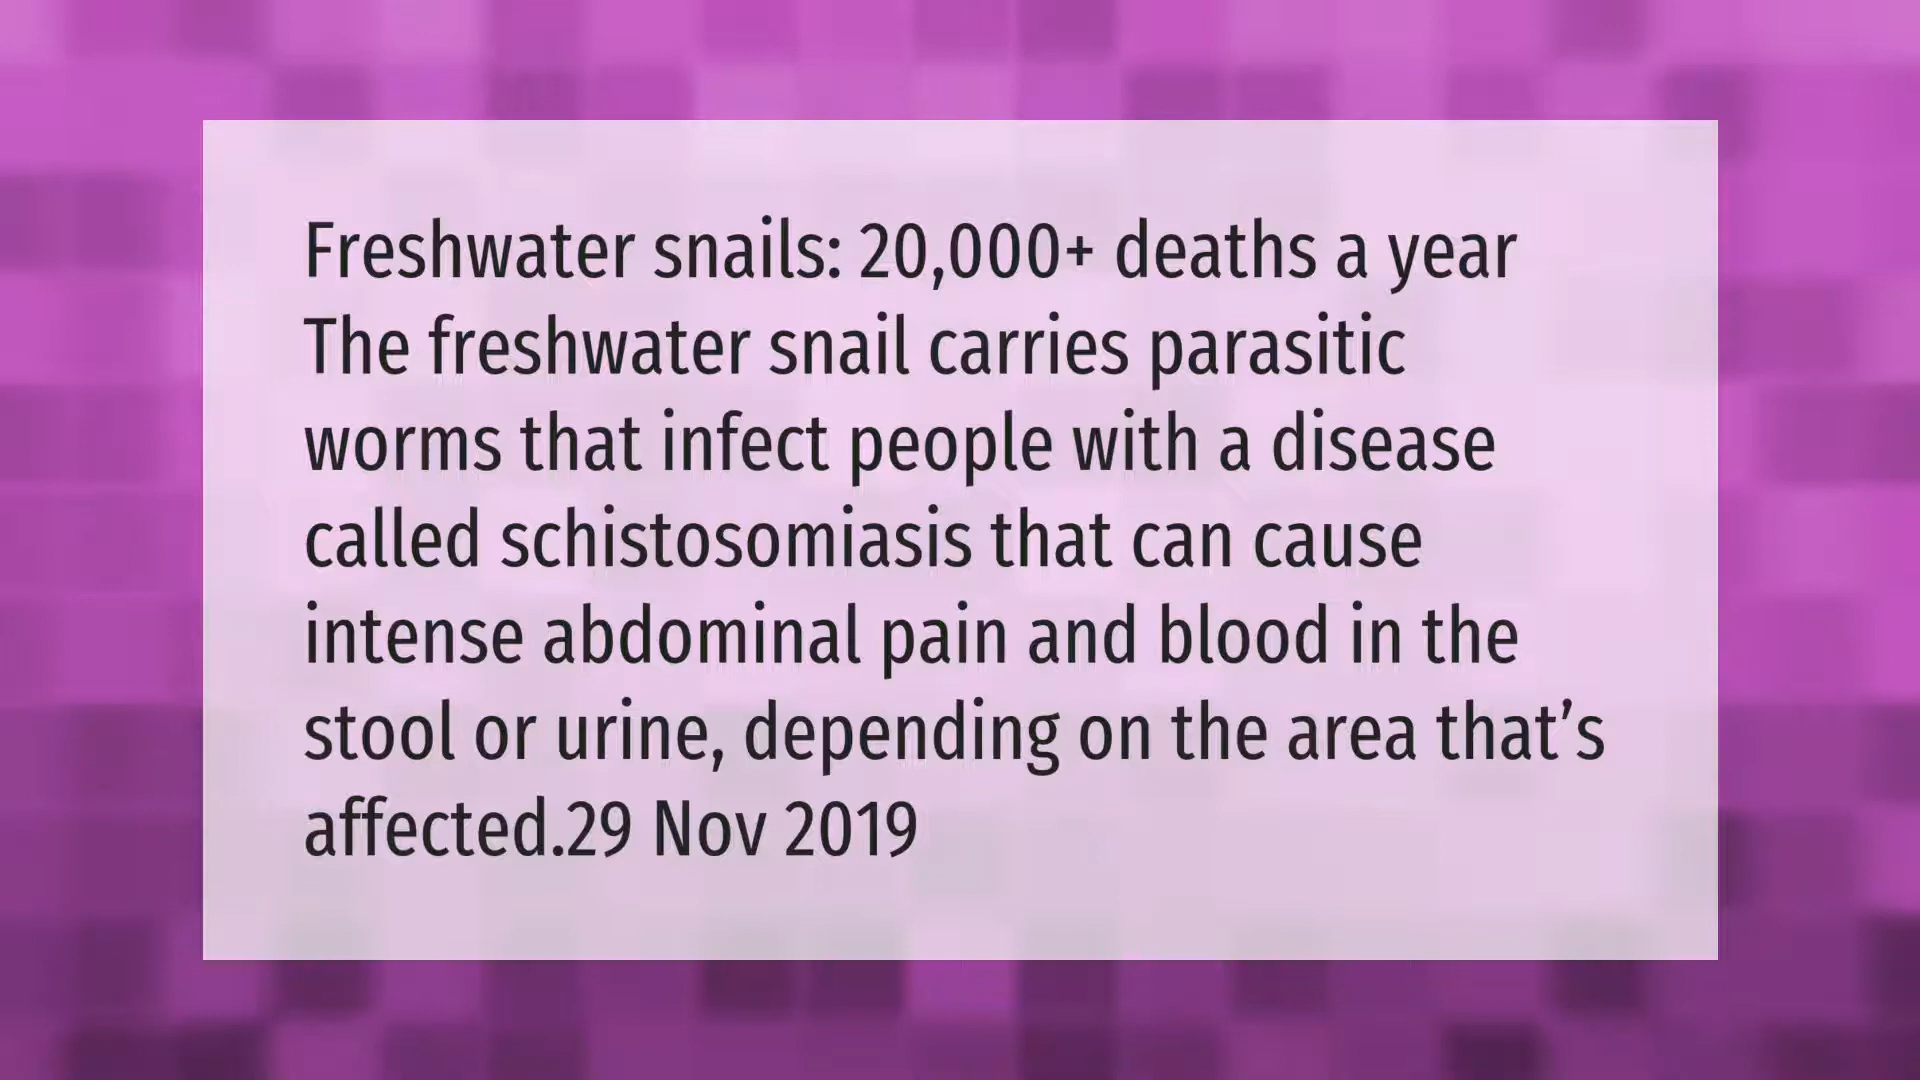 Freshwater snails: 20,000+ deaths a year
The freshwater snail carries parasitic
worms that infect people with a disease
called schistosomiasis that can cause
intense abdominal pain and blood in the
stool or urine, depending on the area that’s
affected.29 Nov 2019